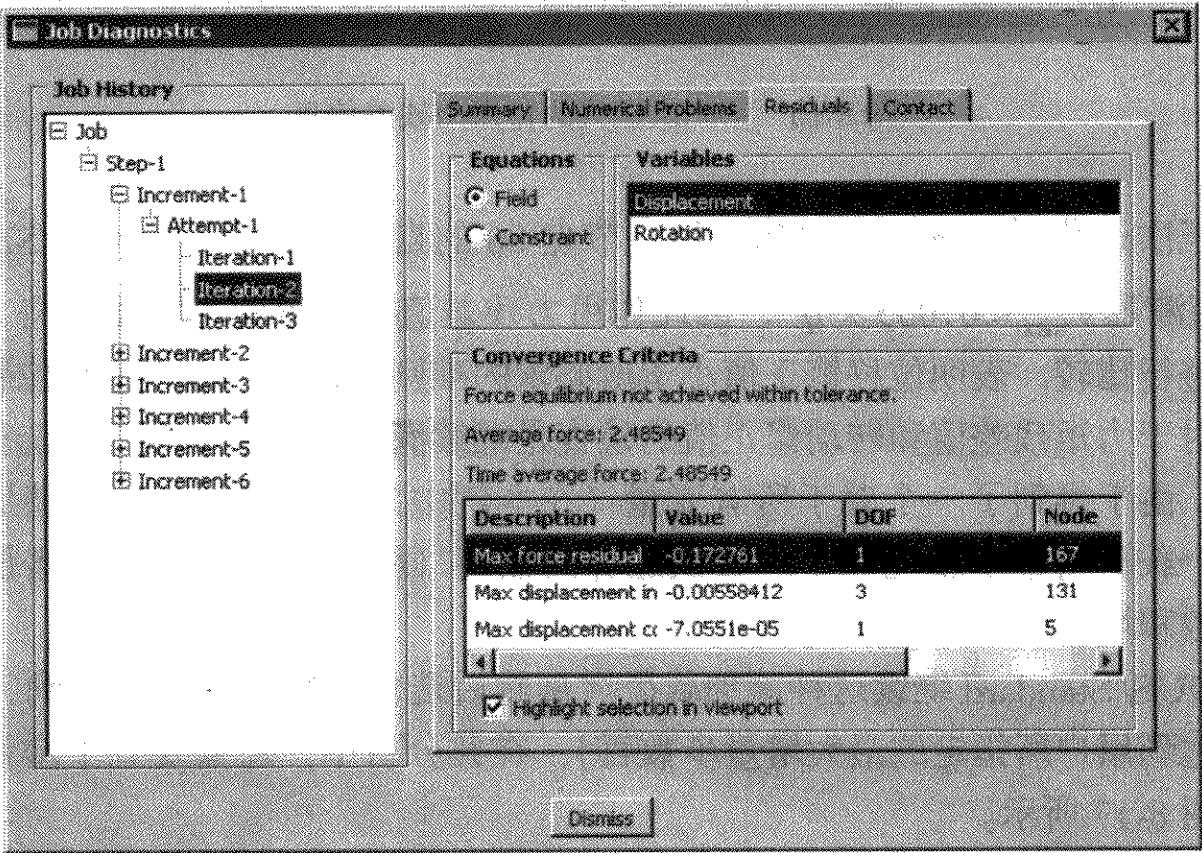 Job Diagnostics
Job History
Job
Step-1
Increment-1
Attempt-1
Iteration-1
Iteration-2
Iteration-3
Increment-2
Increment-3
Increment-4
Increment-5
Increment-6
Summary Numerical Problems Residuals Contact
Equations
Field
Constraint
Variables
Displacement
Rotation
Convergence Criteria
Force equilibrium not achieved within tolerance.
Average force: 2.48549
Time average force: 2.48549
Description Value DOF Node
Max force residual -0.172761 1 167
Max displacement in -0.00558412 3 131
Max displacement cc -7.0551e-05 1 5
Highlight selection in viewport
Dismiss